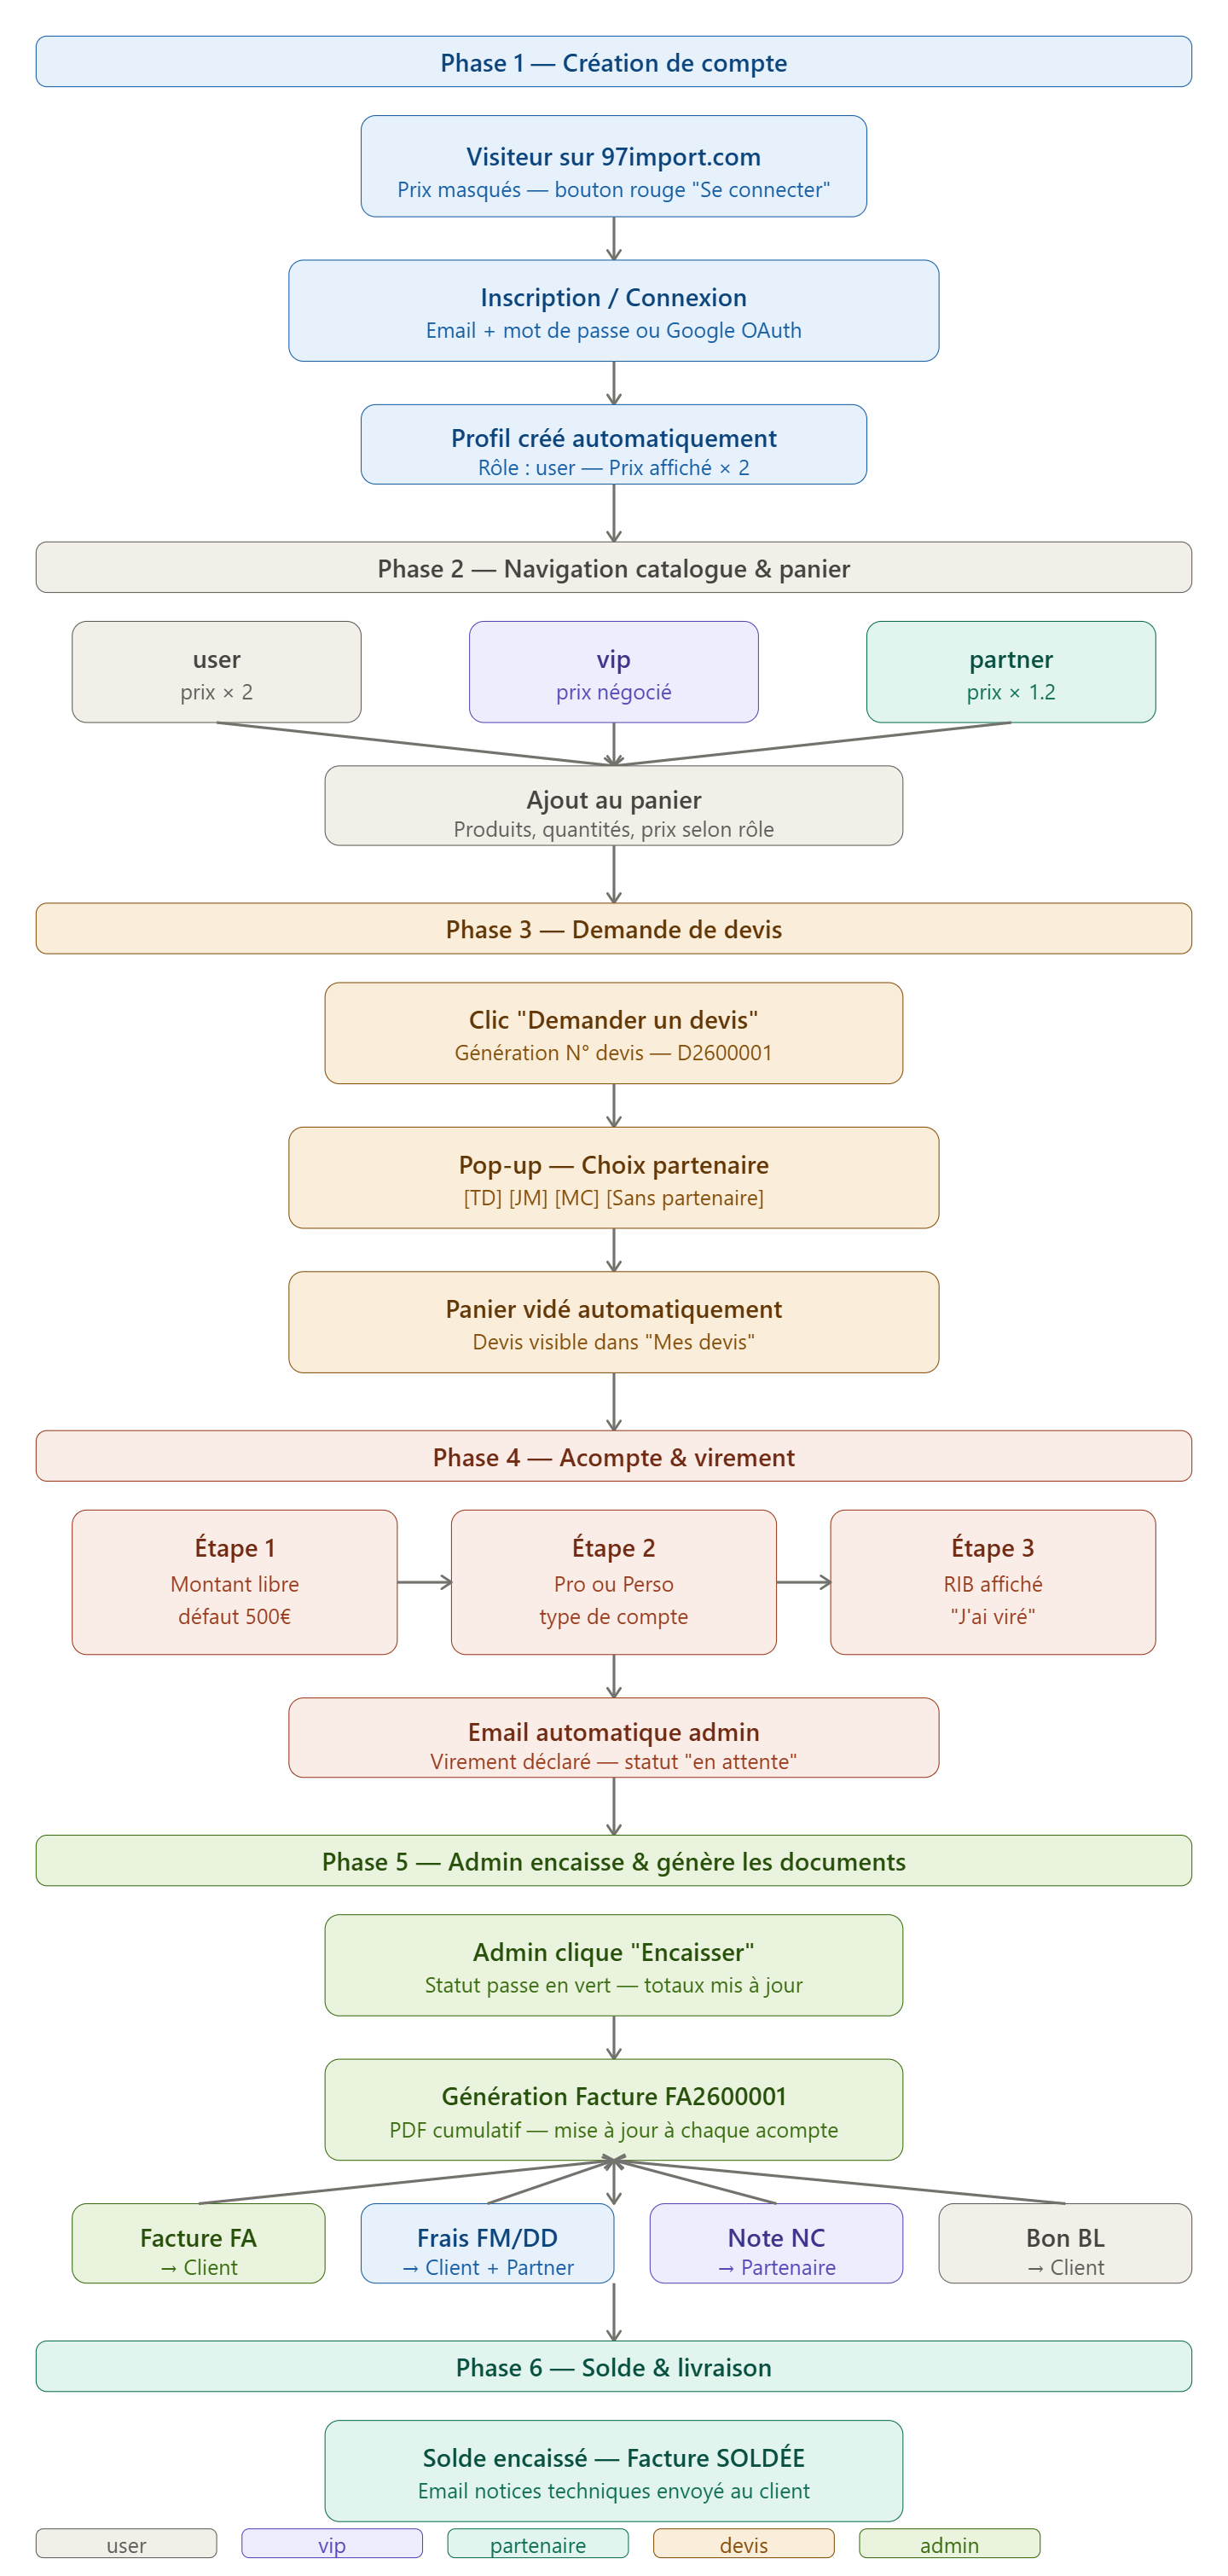 Phase 1 — Création de compte
Visiteur sur 97import.com
Prix masqués — bouton rouge "Se connecter"
Inscription / Connexion
Email + mot de passe ou Google OAuth
Profil créé automatiquement
Rôle : user — Prix affiché × 2
Phase 2 — Navigation catalogue & panier
user
prix × 2
vip
prix négocié
partner
prix × 1.2
Ajout au panier
Produits, quantités, prix selon rôle
Phase 3 — Demande de devis
Clic "Demander un devis"
Génération N° devis — D2600001
Pop-up — Choix partenaire
[TD] [JM] [MC] [Sans partenaire]
Panier vidé automatiquement
Devis visible dans "Mes devis"
Phase 4 — Acompte & virement
Étape 1
Montant libre
défaut 500€
Étape 2
Pro ou Perso
type de compte
Étape 3
RIB affiché
"J'ai viré"
Email automatique admin
Virement déclaré — statut "en attente"
Phase 5 — Admin encaisse & génère les documents
Admin clique "Encaisser"
Statut passe en vert — totaux mis à jour
Génération Facture FA2600001
PDF cumulatif — mise à jour à chaque acompte
Facture FA
→ Client
Frais FM/DD
→ Client + Partner
Note NC
→ Partenaire
Bon BL
→ Client
Phase 6 — Solde & livraison
Solde encaissé — Facture SOLDÉE
Email notices techniques envoyé au client
user
vip
partenaire
devis
admin